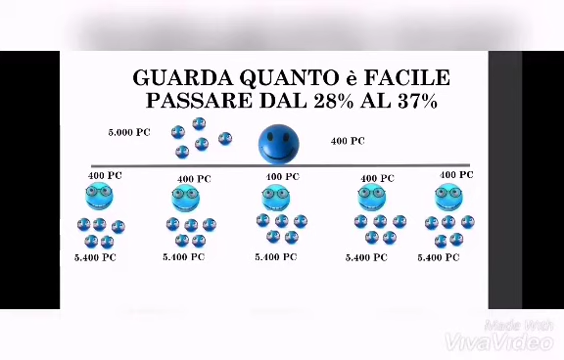 GUARDA QUANTO è FACILE
PASSARE DAL 28% AL 37%
5.000 PC
400 PC
400 PC 400 PC 400 PC 400 PC 400 PC
5.400 PC 5.400 PC 5.400 PC 5.400 PC 5.400 PC
Made With
VivaVideo